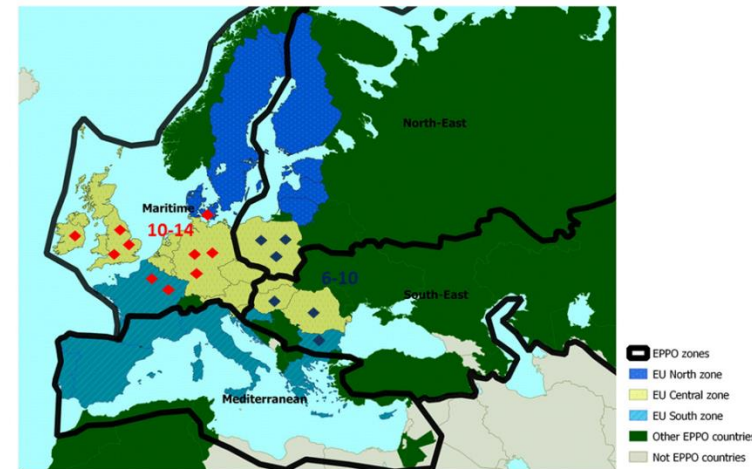 North-East
Maritime
10-14
6-10
South-East
Mediterranean
EPPO zones
EU North zone
EU Central zone
EU South zone
Other EPPO countries
Not EPPO countries